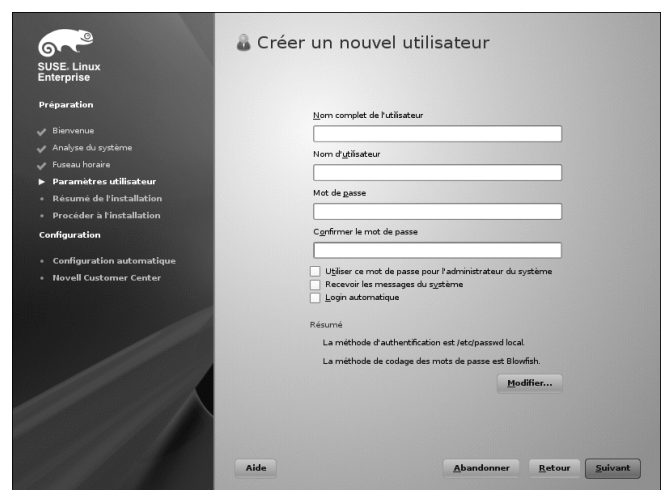 SUSE. Linux
Enterprise
Préparation
Bienvenue
Analyse du système
Fuseau horaire
Paramètres utilisateur
Résumé de l'installation
Procéder à l'installation
Configuration
Configuration automatique
Novell Customer Center
Créer un nouvel utilisateur
Nom complet de l'utilisateur
Nom d'utilisateur
Mot de passe
Confirmer le mot de passe
Utiliser ce mot de passe pour l'administrateur du système
Recevoir les messages du système
Login automatique
Résumé
La méthode d'authentification est /etc/passwd local.
La méthode de codage des mots de passe est Blowfish.
Modifier...
Aide
Abandonner
Retour
Suivant